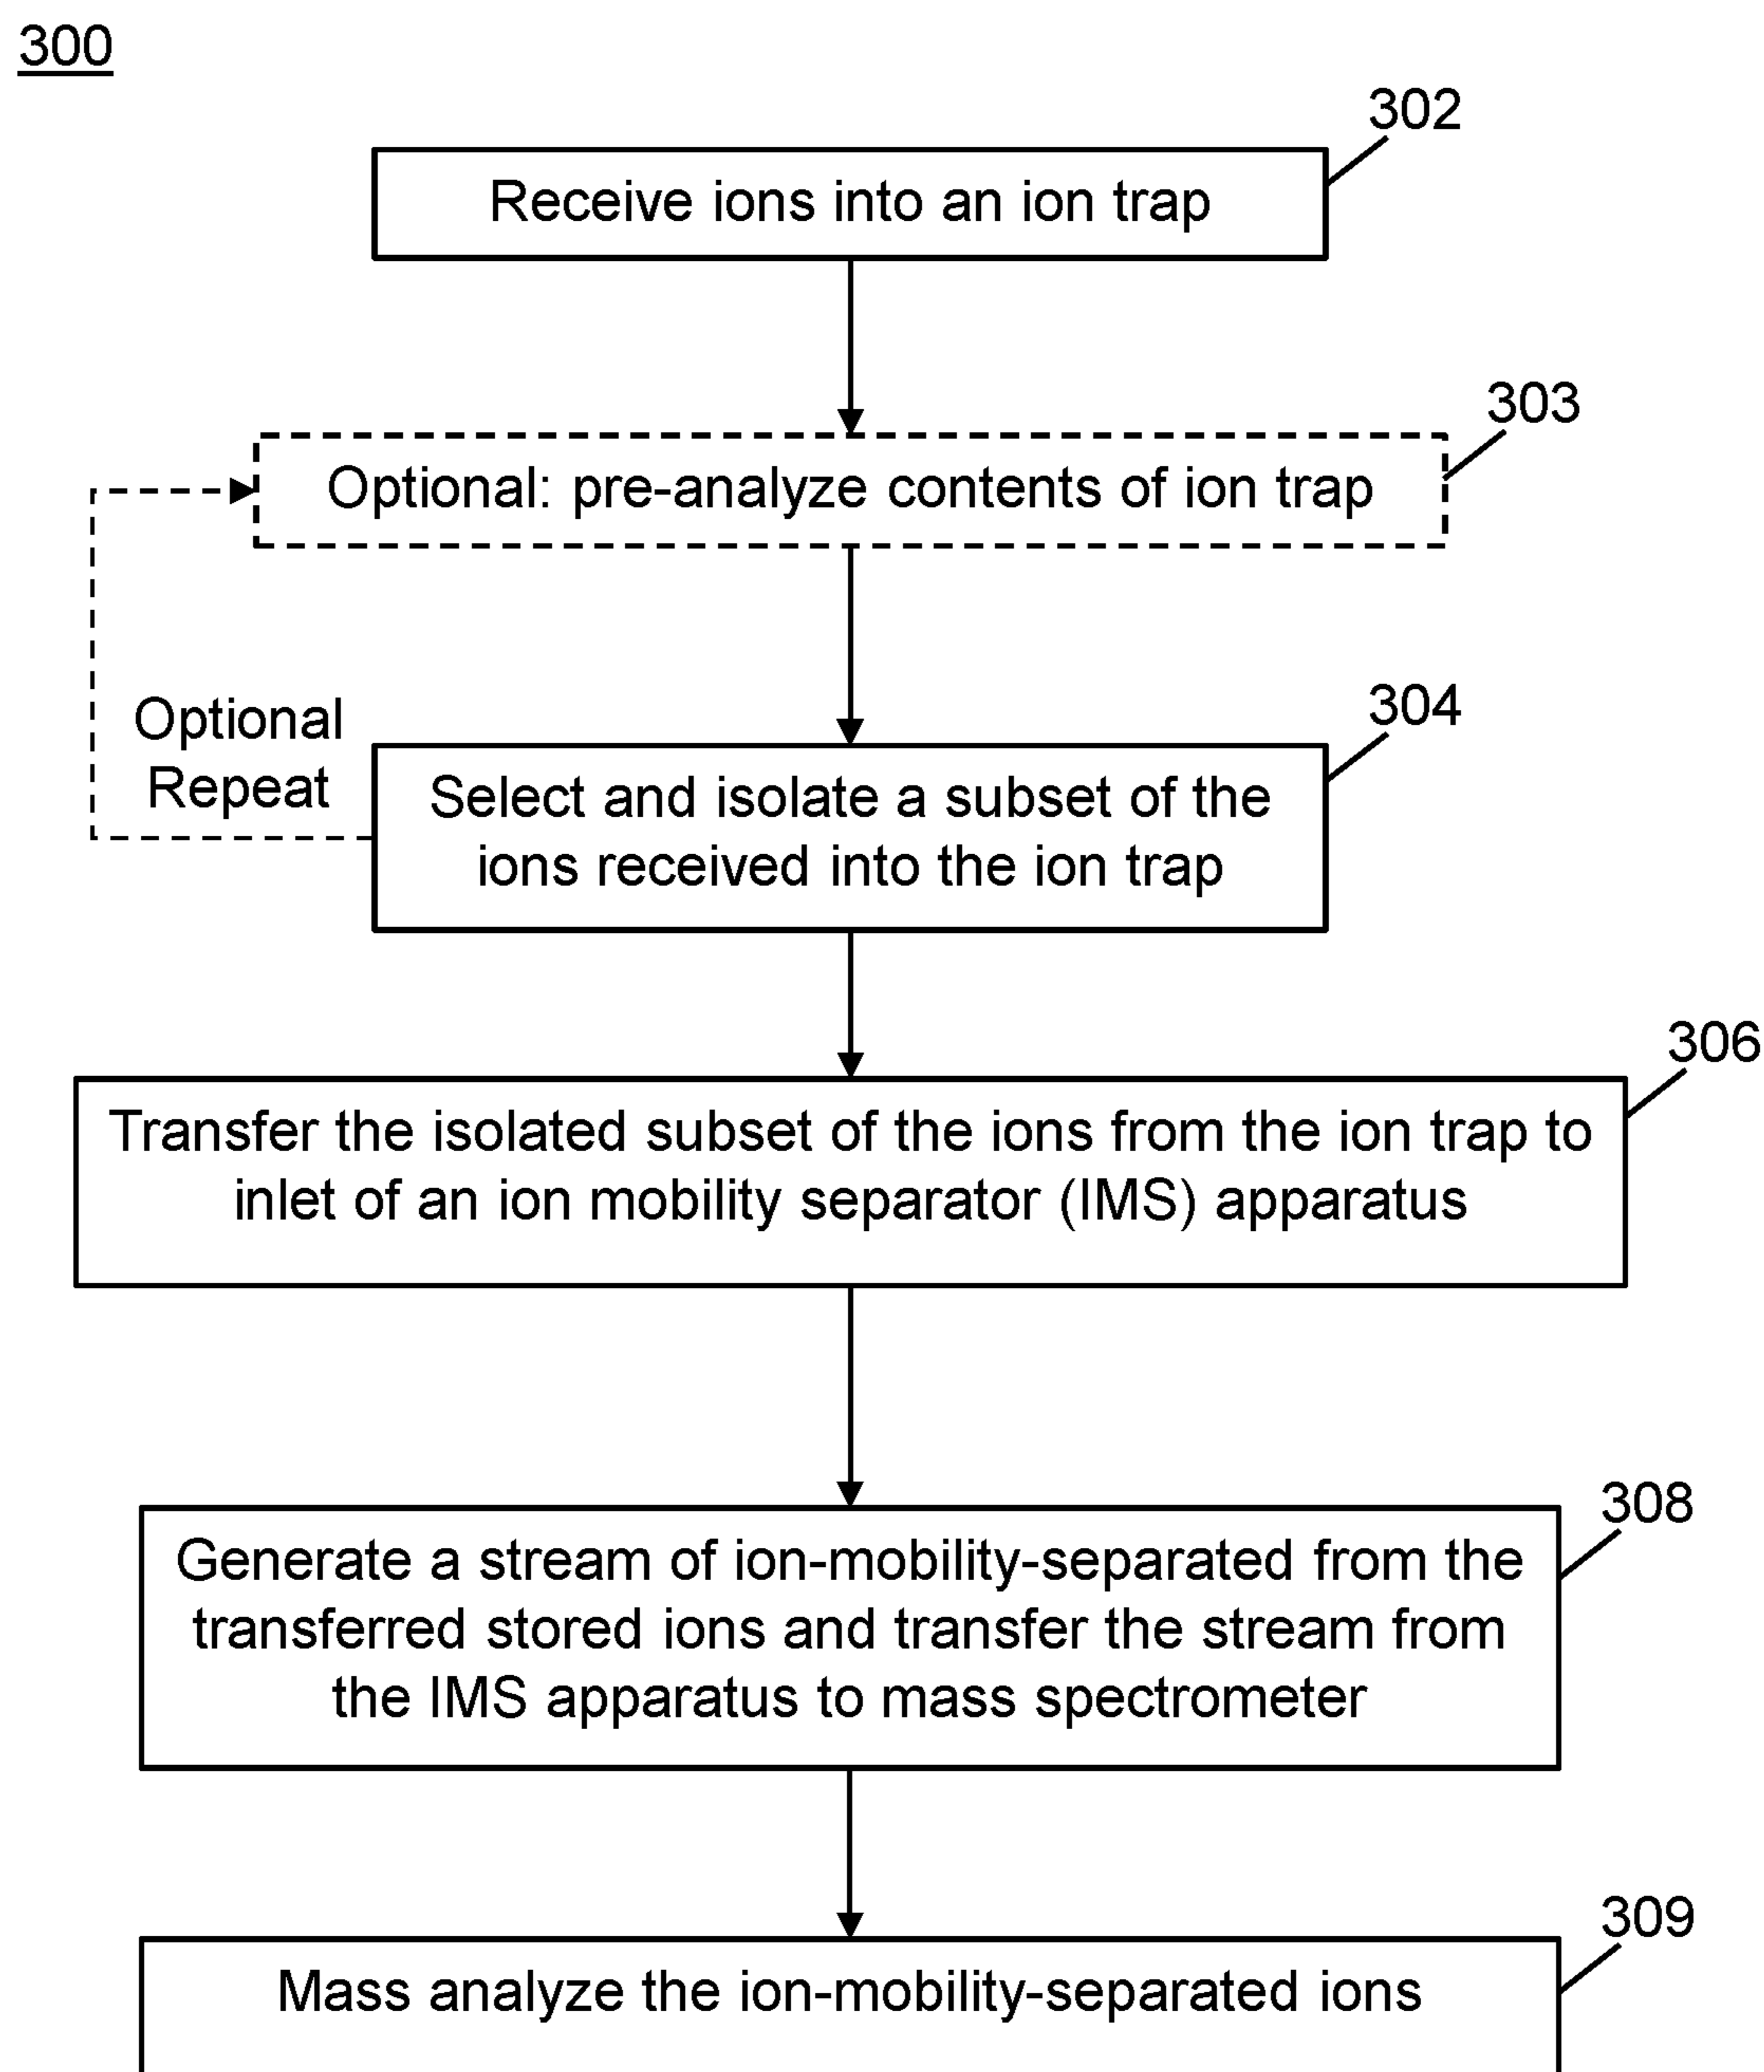 300
302
Receive ions into an ion trap
303
Optional: pre-analyze contents of ion trap
304
Optional
Repeat
Select and isolate a subset of the
ions received into the ion trap
306
Transfer the isolated subset of the ions from the ion trap to
inlet of an ion mobility separator (IMS) apparatus
308
Generate a stream of ion-mobility-separated from the
transferred stored ions and transfer the stream from
the IMS apparatus to mass spectrometer
309
Mass analyze the ion-mobility-separated ions